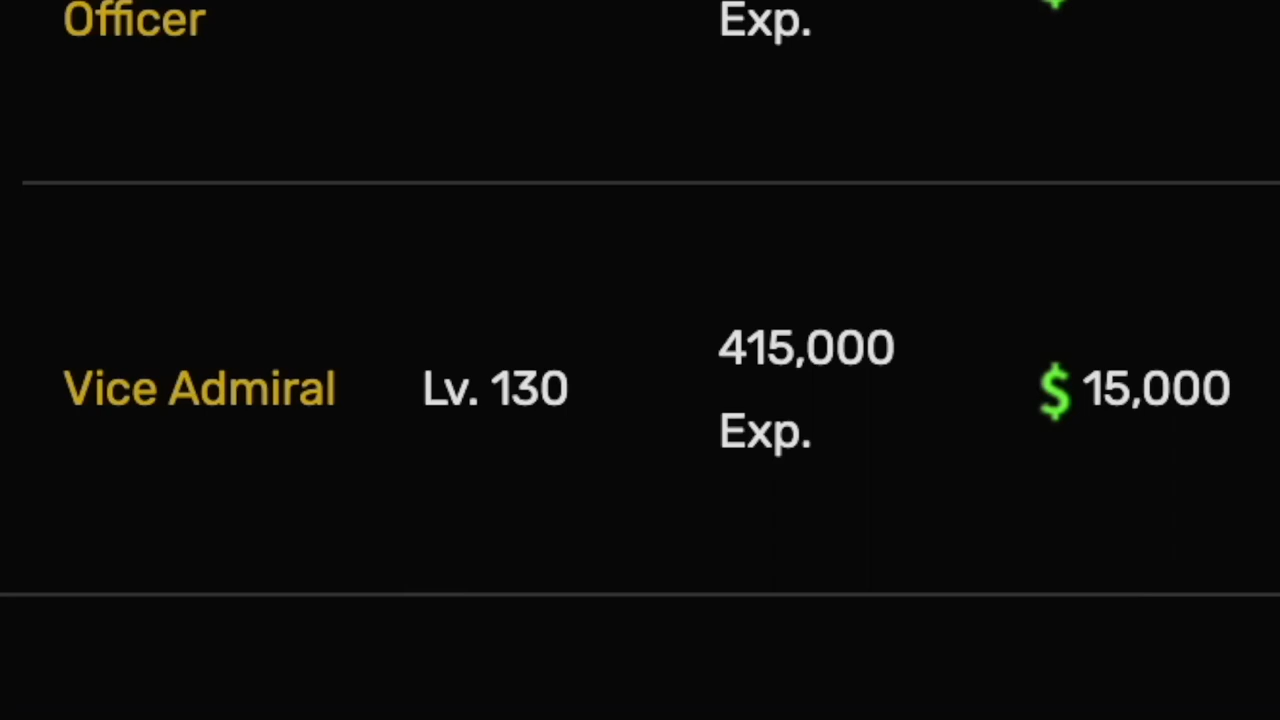 Officer Exp. $
Vice Admiral Lv. 130 415,000 Exp. $ 15,000